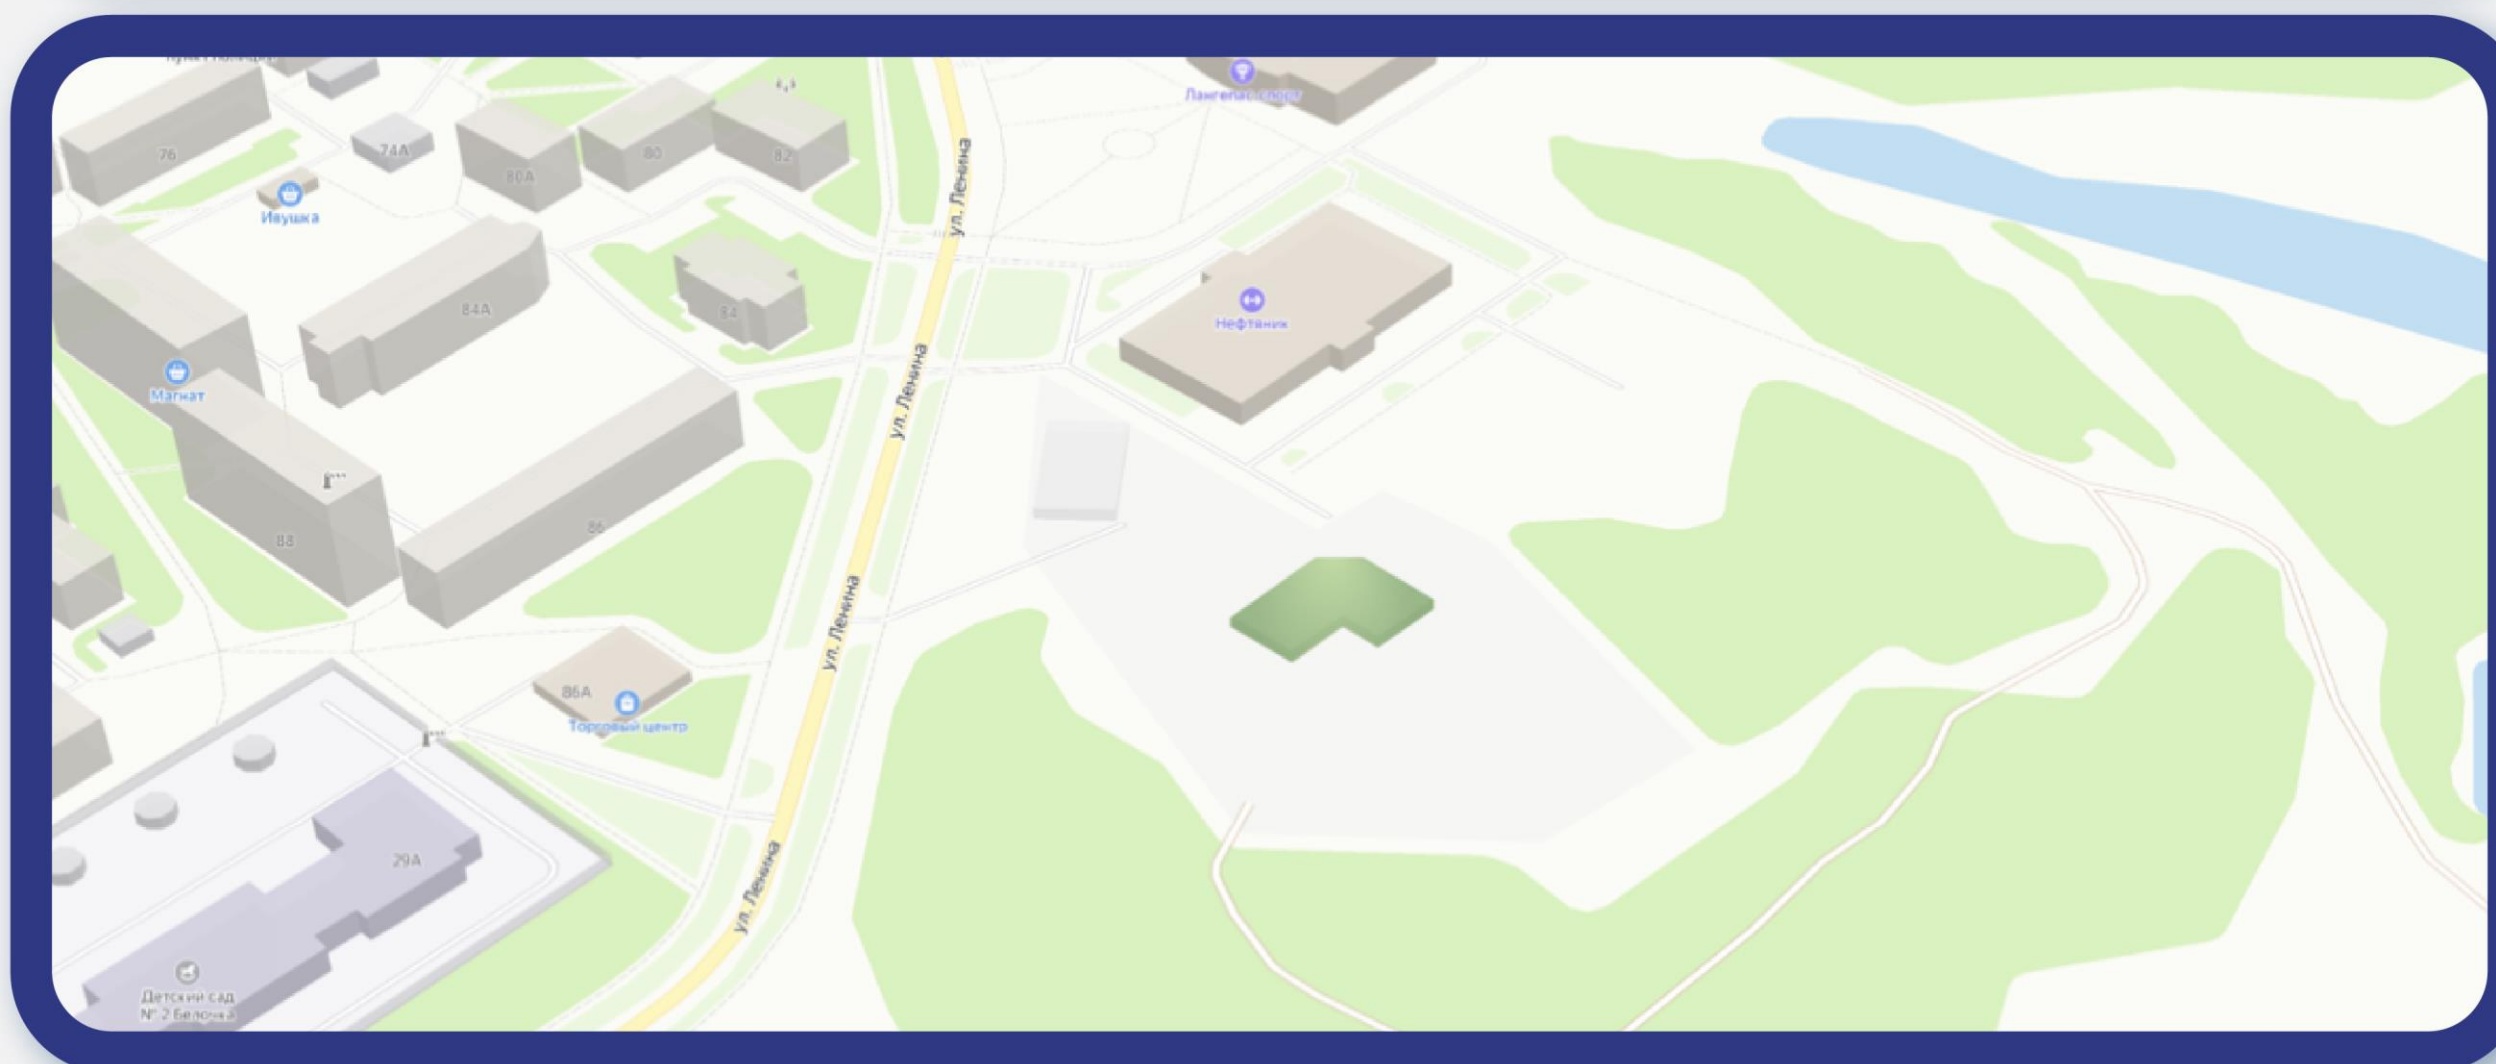 Лангепас спорт
76
74А
80А
80
82
Ивушка
ул. Ленина
84А
84
Нефтяник
Магнат
ул. Ленина
88
86
ул. Ленина
86А
Торговый центр
29А
ул. Ленина
Детский сад
№ 2 Белочка